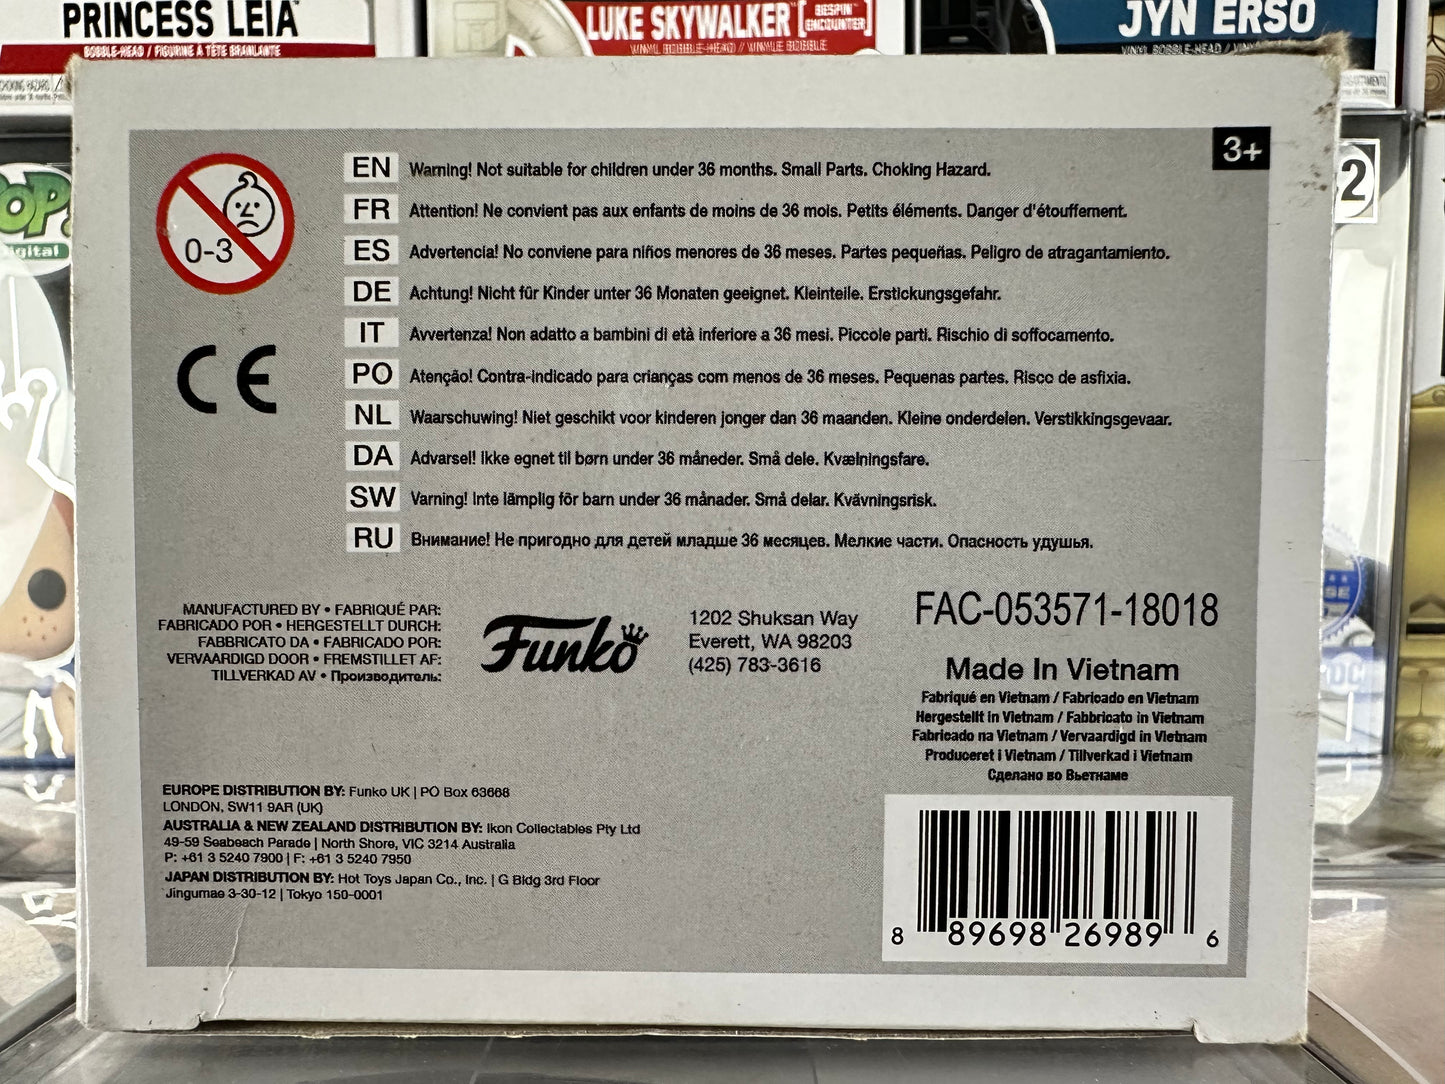 PRINCESS LEIA™
BOBBLE-HEAD / FIGURINE À TÊTE BRANLANTE
LUKE SKYWALKER [BESPIN ENCOUNTER]
VINYL BOBBLE-HEAD / VINYLE BOBBLE
JYN ERSO
VINYL BOBBLE-HEAD
POP!
igital
2
3+
0-3
CE
EN Warning! Not suitable for children under 36 months. Small Parts. Choking Hazard.
FR Attention! Ne convient pas aux enfants de moins de 36 mois. Petits éléments. Danger d'étouffement.
ES Advertencia! No conviene para niños menores de 36 meses. Partes pequeñas. Peligro de atragantamiento.
DE Achtung! Nicht für Kinder unter 36 Monaten geeignet. Kleinteile. Erstickungsgefahr.
IT Avvertenza! Non adatto a bambini di età inferiore a 36 mesi. Piccole parti. Rischio di soffocamento.
PO Atenção! Contra-indicado para crianças com menos de 36 meses. Pequenas partes. Risco de asfixia.
NL Waarschuwing! Niet geschikt voor kinderen jonger dan 36 maanden. Kleine onderdelen. Verstikkingsgevaar.
DA Advarsel! Ikke egnet til børn under 36 måneder. Små dele. Kvælningsfare.
SW Varning! Inte lämplig för barn under 36 månader. Små delar. Kvävningsrisk.
RU Внимание! Не пригодно для детей младше 36 месяцев. Мелкие части. Опасность удушья.
MANUFACTURED BY • FABRIQUÉ PAR:
FABRICADO POR • HERGESTELLT DURCH:
FABBRICATO DA • FABRICADO POR:
VERVAARDIGD DOOR • FREMSTILLET AF:
TILLVERKAD AV • Производитель:
Funko
1202 Shuksan Way
Everett, WA 98203
(425) 783-3616
FAC-053571-18018
Made In Vietnam
Fabriqué en Vietnam / Fabricado en Vietnam
Hergestellt in Vietnam / Fabbricato in Vietnam
Fabricado na Vietnam / Vervaardigd in Vietnam
Produceret i Vietnam / Tillverkad i Vietnam
Сделано во Вьетнаме
EUROPE DISTRIBUTION BY: Funko UK | PO Box 63668
LONDON, SW11 9AR (UK)
AUSTRALIA & NEW ZEALAND DISTRIBUTION BY: Ikon Collectables Pty Ltd
49-59 Seabeach Parade | North Shore, VIC 3214 Australia
P: +61 3 5240 7900 | F: +61 3 5240 7950
JAPAN DISTRIBUTION BY: Hot Toys Japan Co., Inc. | G Bldg 3rd Floor
Jingumae 3-30-12 | Tokyo 150-0001
8 89698 26989 6
DC